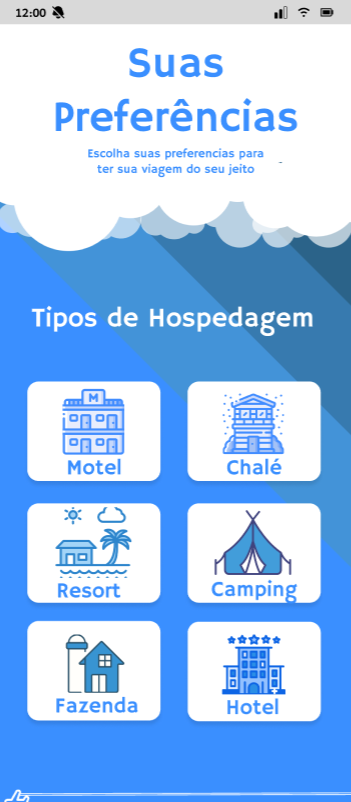 12:00
Suas
Preferências
Escolha suas preferencias para
ter sua viagem do seu jeito
Tipos de Hospedagem
M
Motel
Chalé
Resort
Camping
Fazenda
Hotel